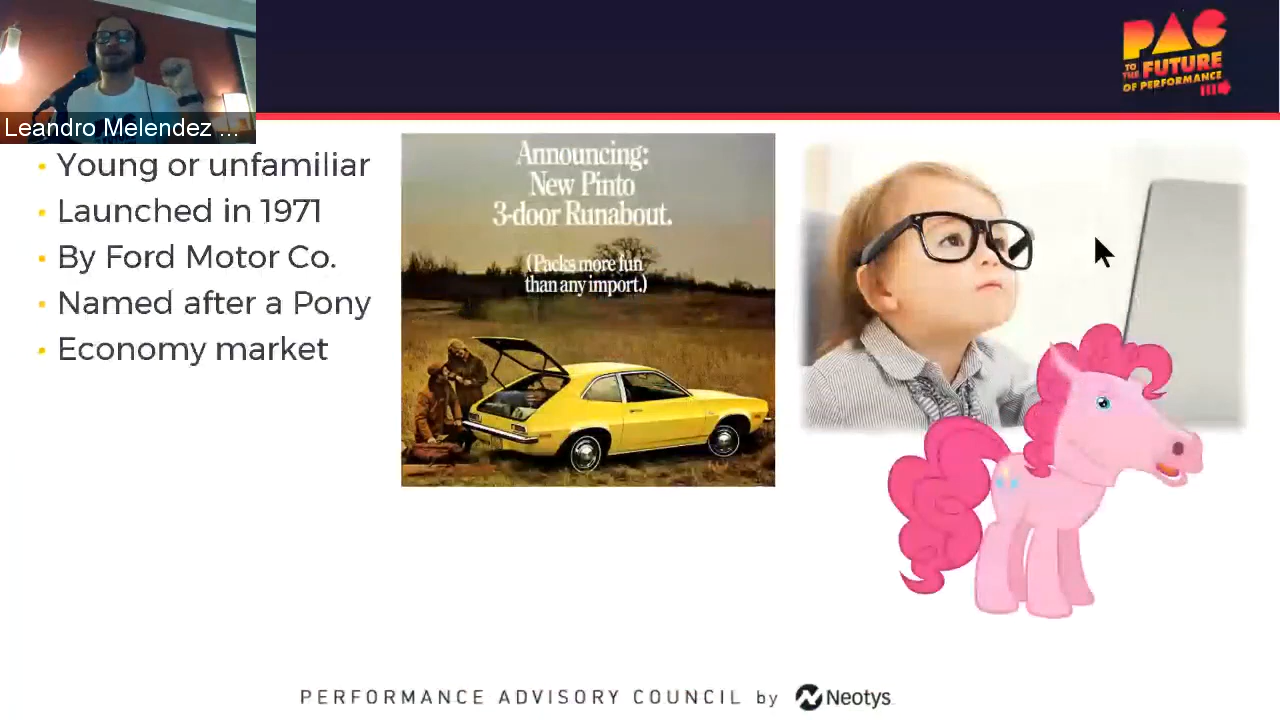 PAC
TO THE FUTURE
OF PERFORMANCE
Leandro Melendez ...
Young or unfamiliar
Launched in 1971
By Ford Motor Co.
Named after a Pony
Economy market
Announcing:
New Pinto
3-door Runabout.
(Packs more fun
than any import.)
PERFORMANCE ADVISORY COUNCIL by Neotys